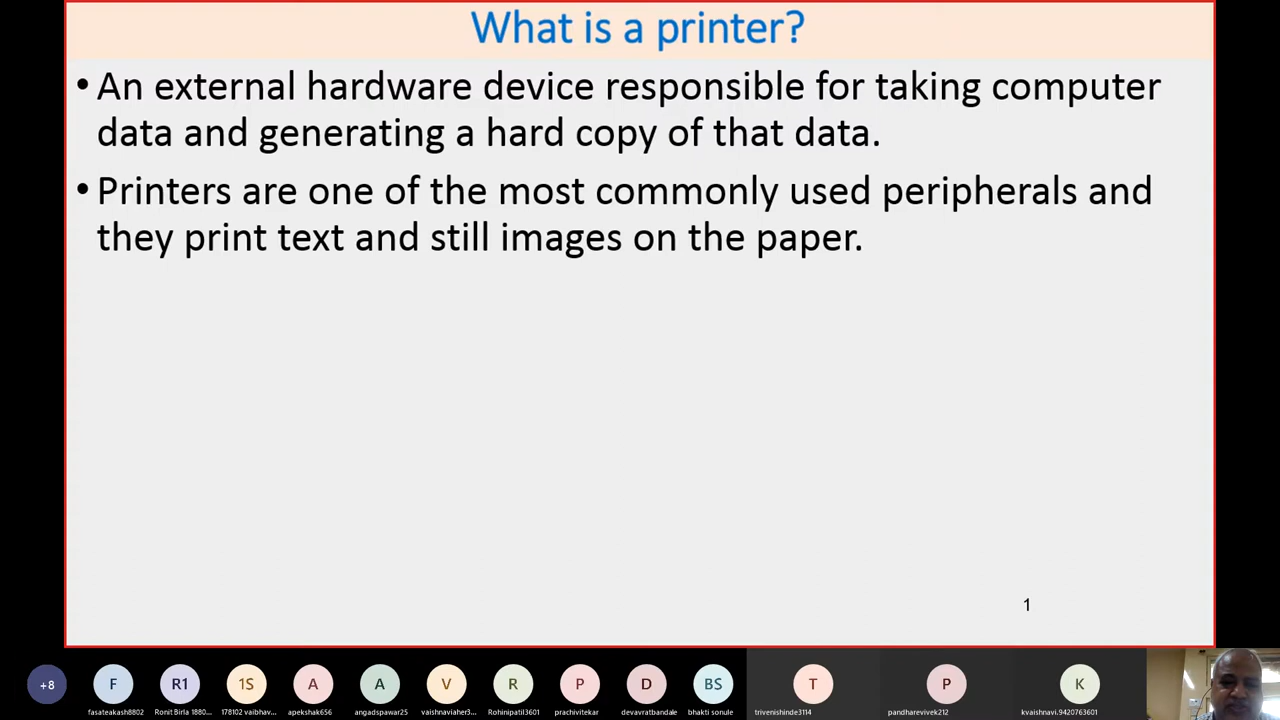 What is a printer?
• An external hardware device responsible for taking computer
data and generating a hard copy of that data.
• Printers are one of the most commonly used peripherals and
they print text and still images on the paper.
1
+8 F R1 1S A A V R P D BS T P K
fasateakash8802 Ronit Birla 1880... 178102 vaibhav... apekshak656 angadspawar25 vaishnaviaher3... Rohinipatil3601 prachivitekar devavratbandale bhakti sonule trivenishinde3114 pandharevivek212 kvaishnavi.9420763601